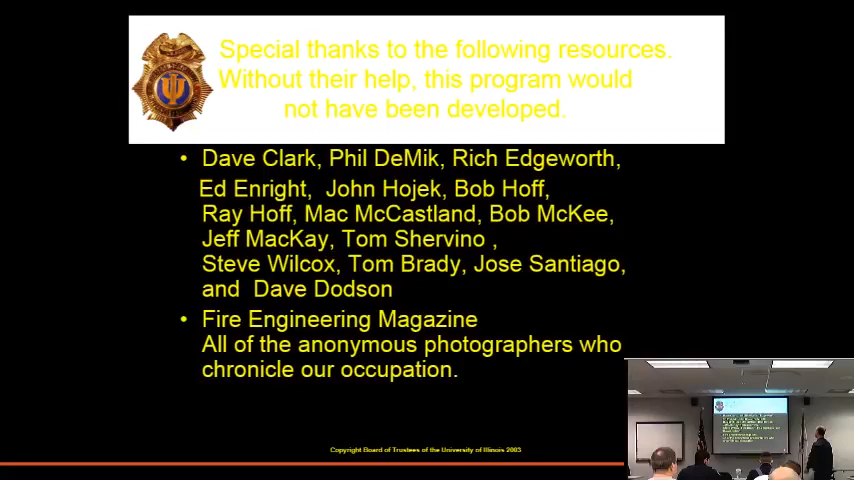 Special thanks to the following resources.
Without their help, this program would
not have been developed.
• Dave Clark, Phil DeMik, Rich Edgeworth,
Ed Enright,  John Hojek, Bob Hoff,
Ray Hoff, Mac McCastland, Bob McKee,
Jeff MacKay, Tom Shervino ,
Steve Wilcox, Tom Brady, Jose Santiago,
and  Dave Dodson
• Fire Engineering Magazine
All of the anonymous photographers who
chronicle our occupation.
Copyright Board of Trustees of the University of Illinois 2003